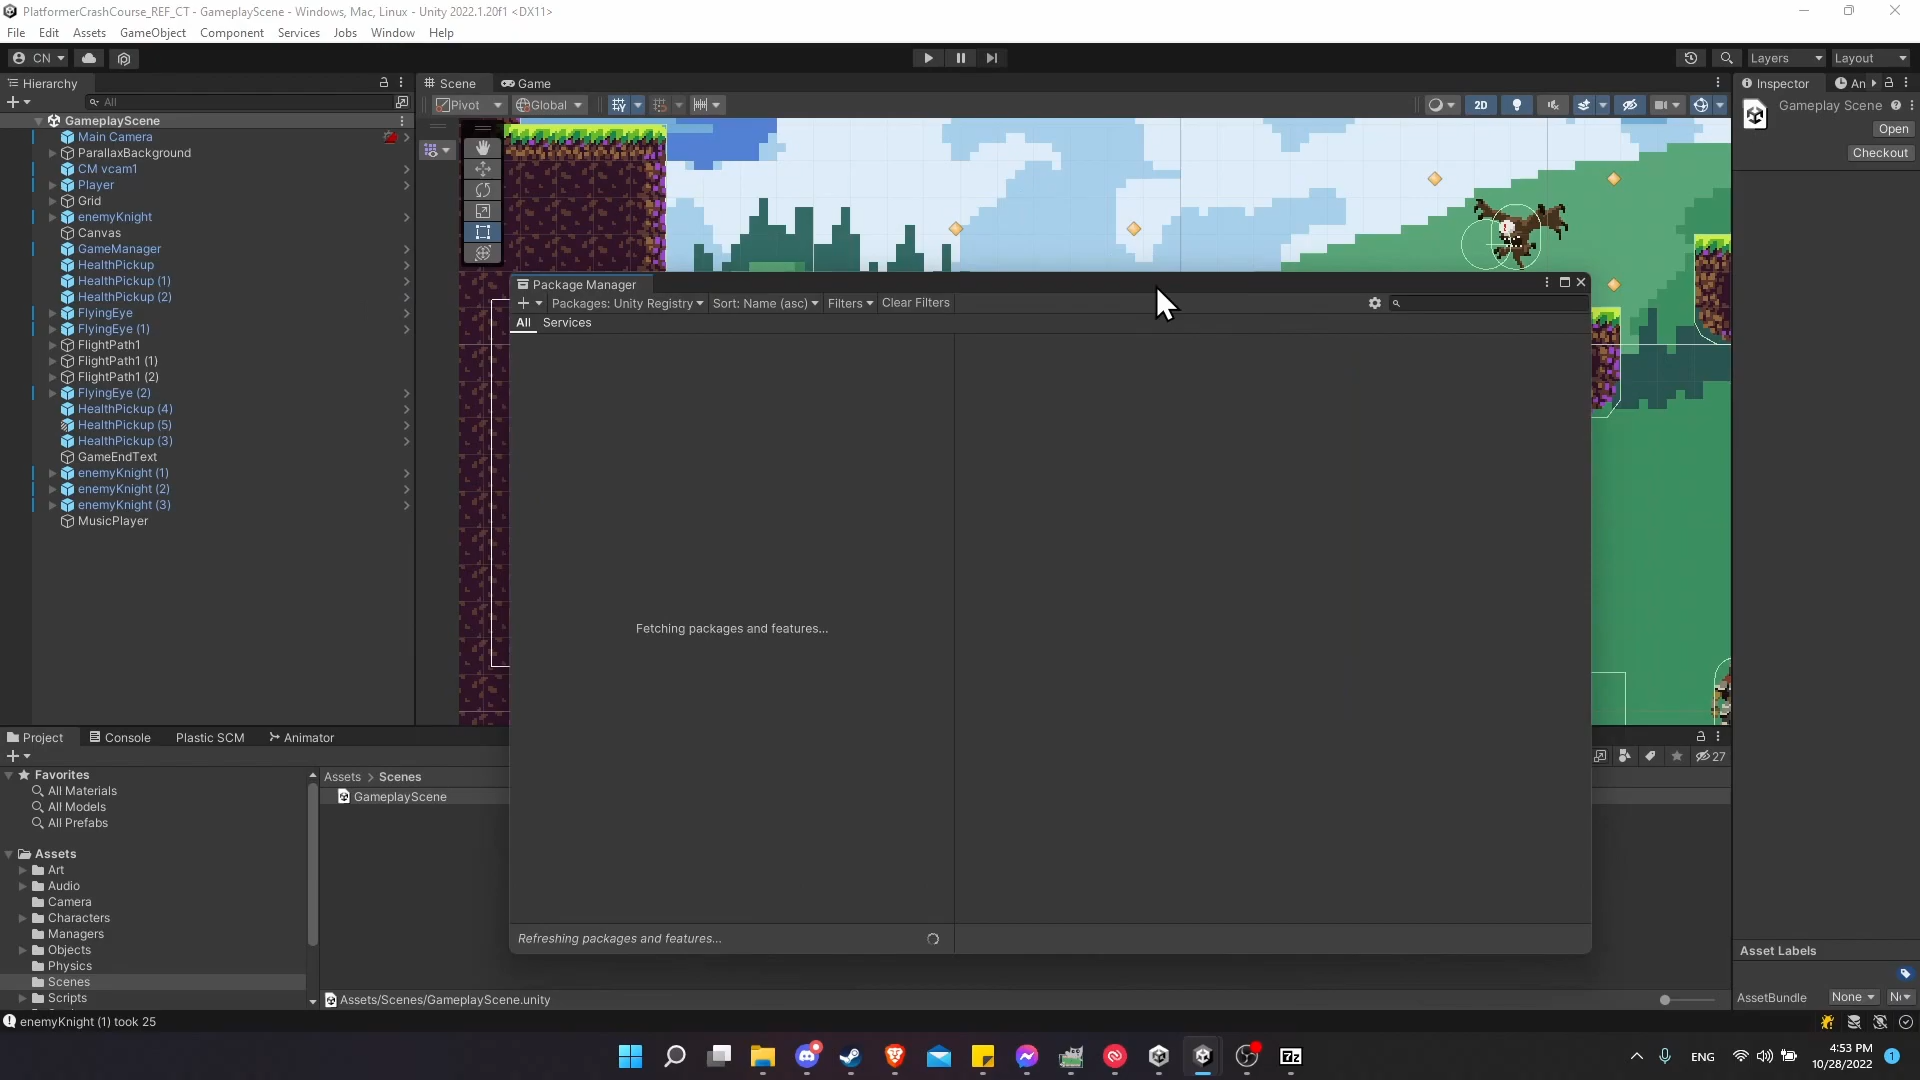 PlatformerCrashCourse_REF_CT - GameplayScene - Windows, Mac, Linux - Unity 2022.1.20f1 <DX11>
File Edit Assets GameObject Component Services Jobs Window Help
CN Layers Layout
Hierarchy
All
GameplayScene
Main Camera
ParallaxBackground
CM vcam1
Player
Grid
enemyKnight
Canvas
GameManager
HealthPickup
HealthPickup (1)
HealthPickup (2)
FlyingEye
FlyingEye (1)
FlightPath1
FlightPath1 (1)
FlightPath1 (2)
FlyingEye (2)
HealthPickup (4)
HealthPickup (5)
HealthPickup (3)
GameEndText
enemyKnight (1)
enemyKnight (2)
enemyKnight (3)
MusicPlayer
Scene Game
Pivot Global 2D
Package Manager
Packages: Unity Registry Sort: Name (asc) Filters Clear Filters
All Services
Fetching packages and features...
Refreshing packages and features...
Inspector An
Gameplay Scene
Open
Checkout
Asset Labels
AssetBundle None
Project Console Plastic SCM Animator
27
Favorites
All Materials
All Models
All Prefabs
Assets
Art
Audio
Camera
Characters
Managers
Objects
Physics
Scenes
Scripts
Assets > Scenes
GameplayScene
Assets/Scenes/GameplayScene.unity
enemyKnight (1) took 25
7z
ENG
4:53 PM
10/28/2022
1